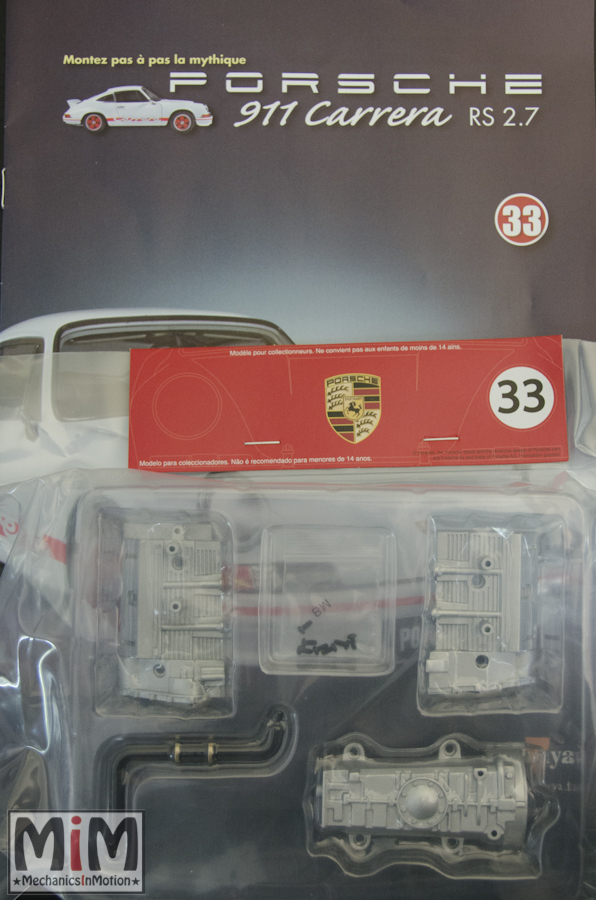 Montez pas à pas la mythique
PORSCHE
911 Carrera RS 2.7
Carrera
33
Modèle pour collectionneurs. Ne convient pas aux enfants de moins de 14 ans.
PORSCHE
33
Modelo para coleccionadores. Não é recomendado para menores de 14 anos.
MiM
★MechanicsInMotion★